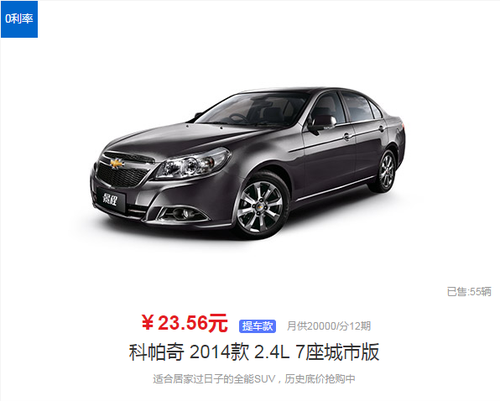 0利率
景程
已售:55辆
￥23.56元 提车款 月供20000/分12期
科帕奇 2014款 2.4L 7座城市版
适合居家过日子的全能SUV，历史底价抢购中